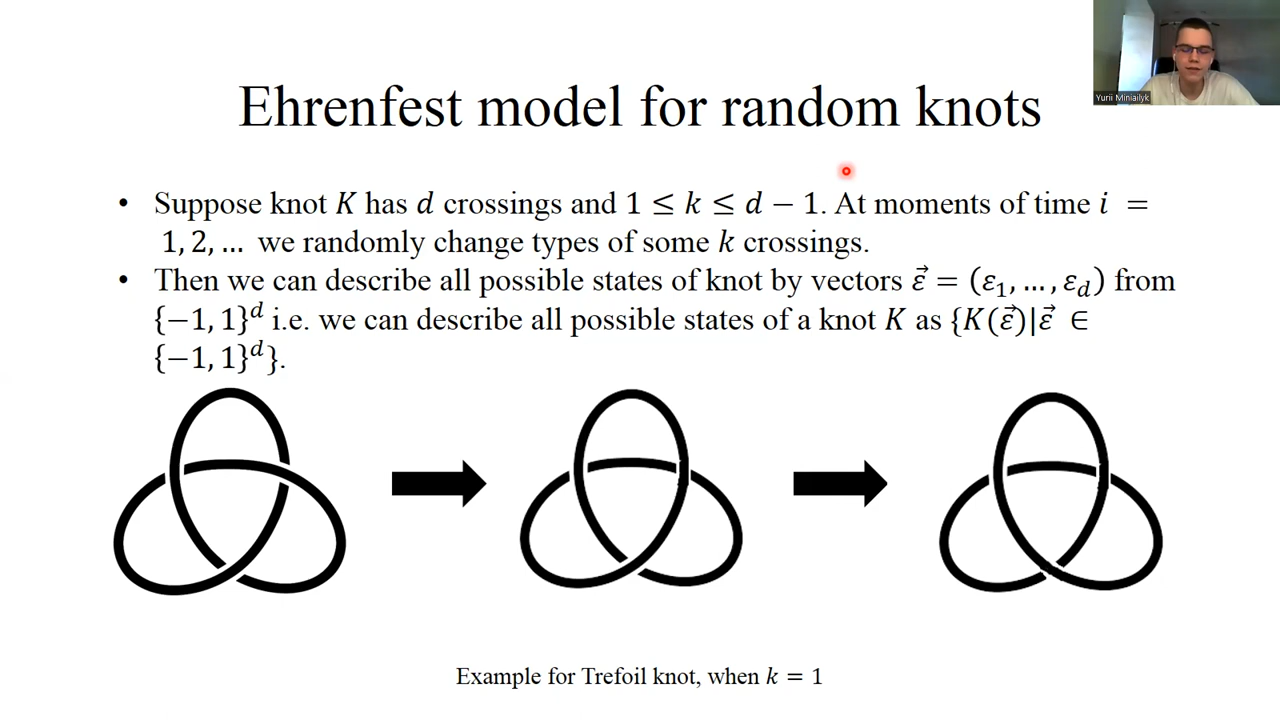 Yurii Miniailyk
Ehrenfest model for random knots
• Suppose knot K has d crossings and 1 ≤ k ≤ d − 1. At moments of time i =
1, 2, … we randomly change types of some k crossings.
• Then we can describe all possible states of knot by vectors ε⃗ = (ε₁, …, ε_d) from
{−1, 1}^d i.e. we can describe all possible states of a knot K as {K(ε⃗)|ε⃗ ∈
{−1, 1}^d}.
Example for Trefoil knot, when k = 1